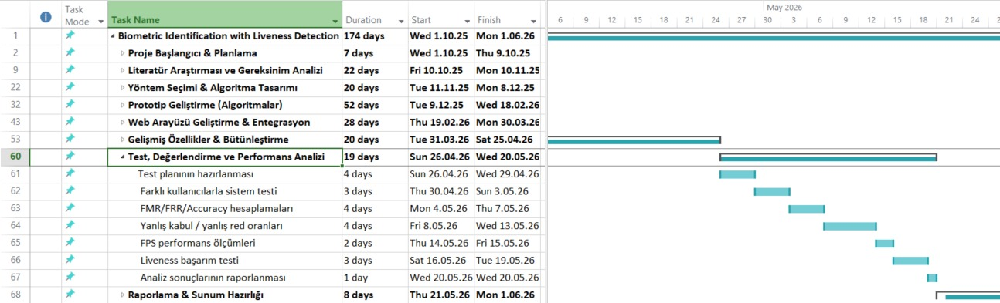 May 2026
Task Mode Task Name Duration Start Finish 6 9 12 15 18 21 24 27 30 3 6 9 12 15 18 21 24 2
1 Biometric Identification with Liveness Detection 174 days Wed 1.10.25 Mon 1.06.26
2 Proje Başlangıcı & Planlama 7 days Wed 1.10.25 Thu 9.10.25
9 Literatür Araştırması ve Gereksinim Analizi 22 days Fri 10.10.25 Mon 10.11.25
22 Yöntem Seçimi & Algoritma Tasarımı 20 days Tue 11.11.25 Mon 8.12.25
32 Prototip Geliştirme (Algoritmalar) 52 days Tue 9.12.25 Wed 18.02.26
43 Web Arayüzü Geliştirme & Entegrasyon 28 days Thu 19.02.26 Mon 30.03.26
53 Gelişmiş Özellikler & Bütünleştirme 20 days Tue 31.03.26 Sat 25.04.26
60 Test, Değerlendirme ve Performans Analizi 19 days Sun 26.04.26 Wed 20.05.26
61 Test planının hazırlanması 4 days Sun 26.04.26 Wed 29.04.26
62 Farklı kullanıcılarla sistem testi 3 days Thu 30.04.26 Sun 3.05.26
63 FMR/FRR/Accuracy hesaplamaları 4 days Mon 4.05.26 Thu 7.05.26
64 Yanlış kabul / yanlış red oranları 4 days Fri 8.05.26 Wed 13.05.26
65 FPS performans ölçümleri 2 days Thu 14.05.26 Fri 15.05.26
66 Liveness başarım testi 3 days Sat 16.05.26 Tue 19.05.26
67 Analiz sonuçlarının raporlanması 1 day Wed 20.05.26 Wed 20.05.26
68 Raporlama & Sunum Hazırlığı 8 days Thu 21.05.26 Mon 1.06.26